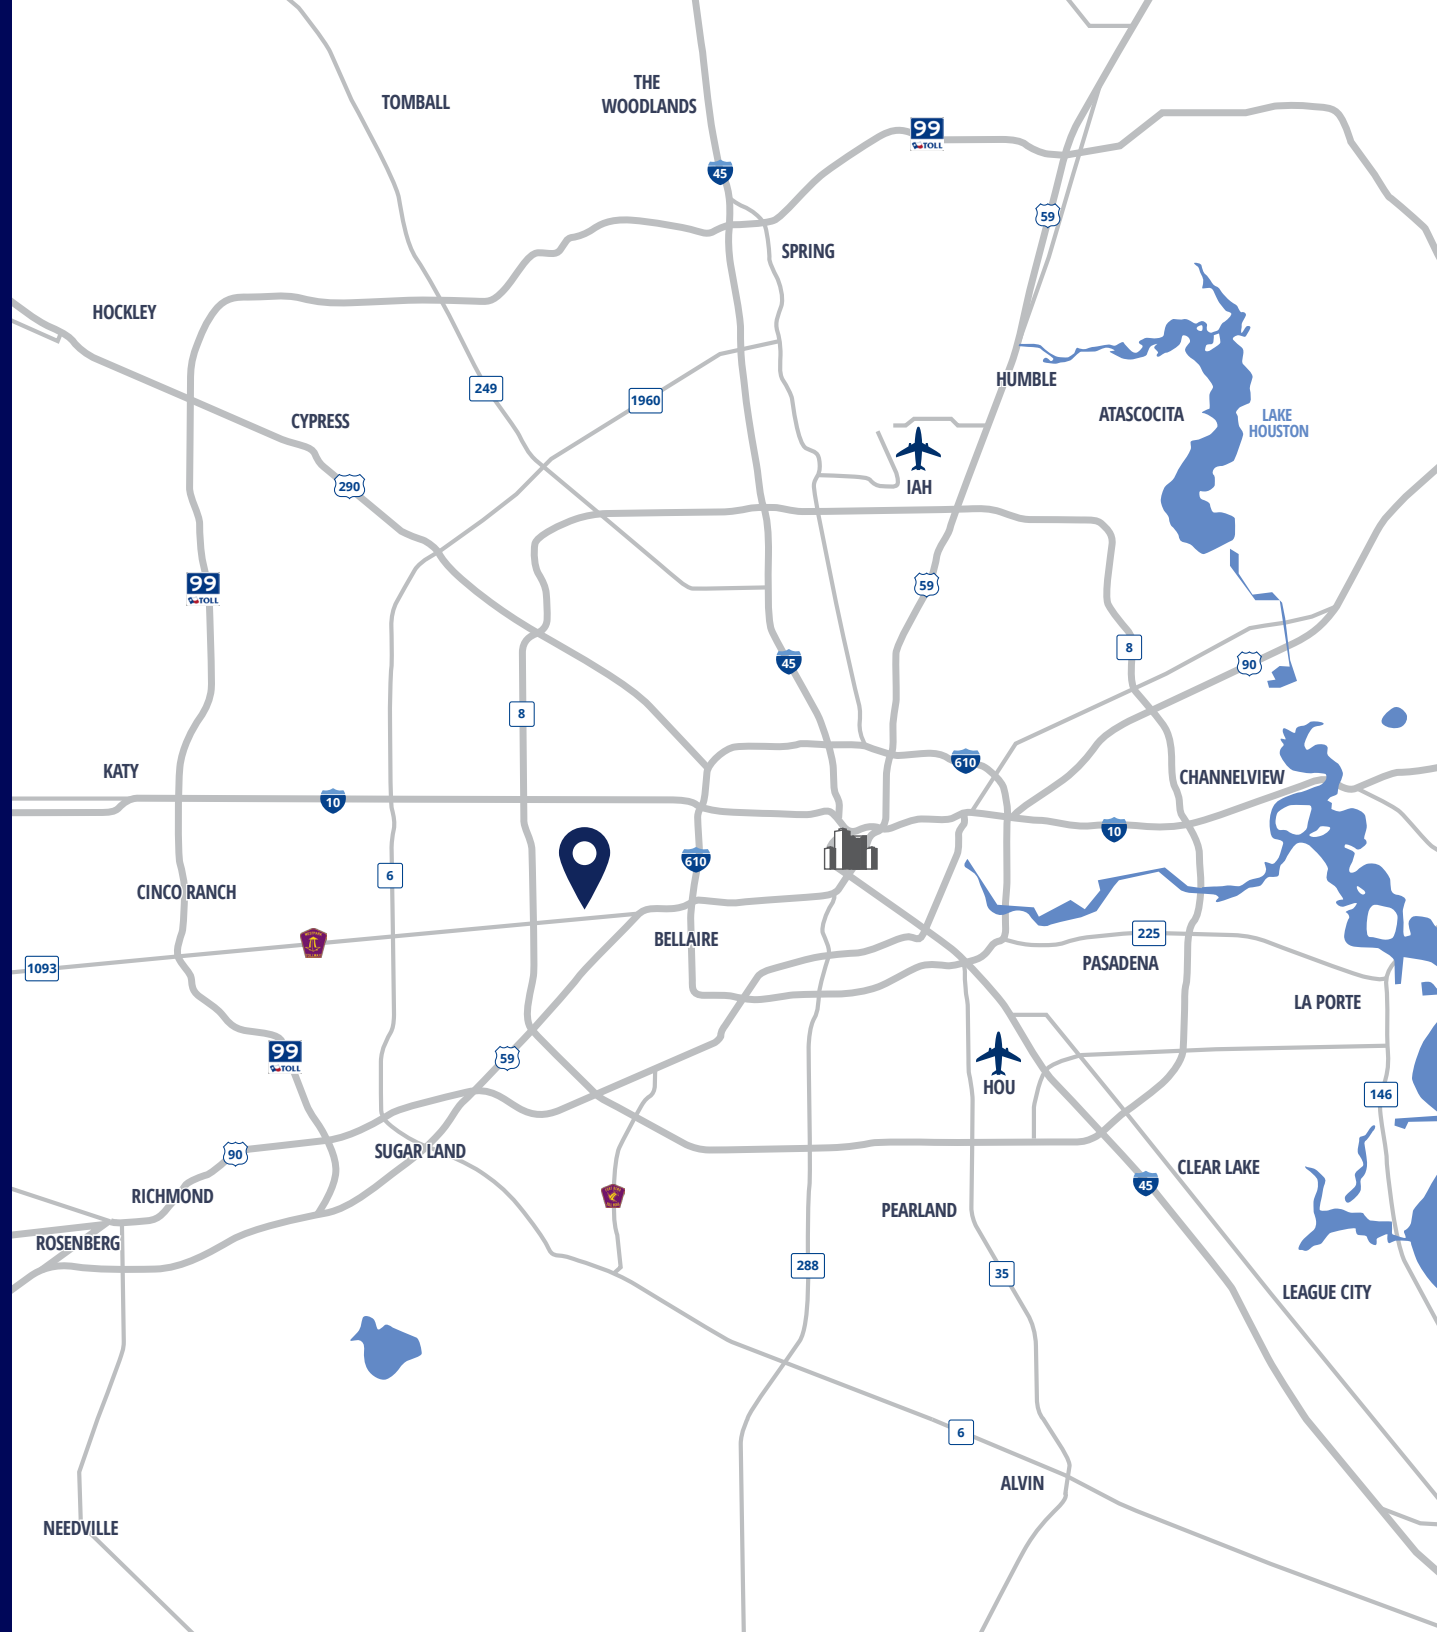 THE
WOODLANDS
TOMBALL
99
TOLL
45
59
SPRING
HOCKLEY
HUMBLE
249
1960
ATASCOCITA
LAKE
HOUSTON
CYPRESS
290
IAH
99
TOLL
59
8
45
90
8
610
KATY
CHANNELVIEW
10
10
610
6
CINCO RANCH
225
BELLAIRE
1093
PASADENA
LA PORTE
99
TOLL
59
HOU
146
90
SUGAR LAND
CLEAR LAKE
45
RICHMOND
PEARLAND
ROSENBERG
288
35
LEAGUE CITY
6
ALVIN
NEEDVILLE